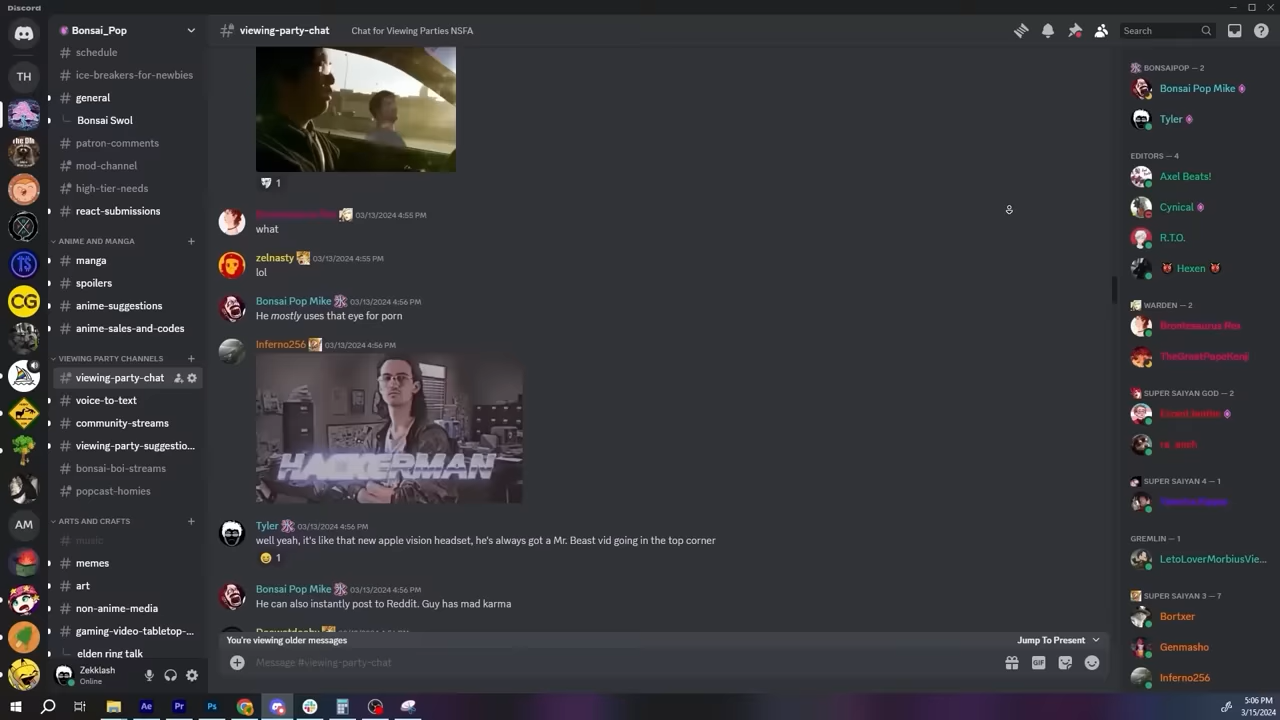 Discord
Bonsai_Pop
viewing-party-chat
Chat for Viewing Parties NSFA
Search
schedule
ice-breakers-for-newbies
general
Bonsai Swol
patron-comments
mod-channel
high-tier-needs
react-submissions
ANIME AND MANGA
manga
spoilers
anime-suggestions
anime-sales-and-codes
VIEWING PARTY CHANNELS
viewing-party-chat
voice-to-text
community-streams
viewing-party-suggestio...
bonsai-boi-streams
popcast-homies
ARTS AND CRAFTS
music
memes
art
non-anime-media
gaming-video-tabletop-...
elden ring talk
Zekklash
Online
TH
CG
AM
1
Brontesaurus Rex 03/13/2024 4:55 PM
what
zelnasty 03/13/2024 4:55 PM
lol
Bonsai Pop Mike 03/13/2024 4:56 PM
He mostly uses that eye for porn
Inferno256 03/13/2024 4:56 PM
HACKERMAN
Tyler 03/13/2024 4:56 PM
well yeah, it's like that new apple vision headset, he's always got a Mr. Beast vid going in the top corner
1
Bonsai Pop Mike 03/13/2024 4:56 PM
He can also instantly post to Reddit. Guy has mad karma
You're viewing older messages
Jump To Present
Message #viewing-party-chat
GIF
BONSAIPOP — 2
Bonsai Pop Mike
Tyler
EDITORS — 4
Axel Beats!
Cynical
R.T.O.
Hexen
WARDEN — 2
Brontesaurus Rex
TheGreatPapeKenji
SUPER SAIYAN GOD — 2
SUPER SAIYAN 4 — 1
GREMLIN — 1
LetoLoverMorbiusVie...
SUPER SAIYAN 3 — 7
Bortxer
Genmasho
Inferno256
Ae
Pr
Ps
5:06 PM
3/15/2024